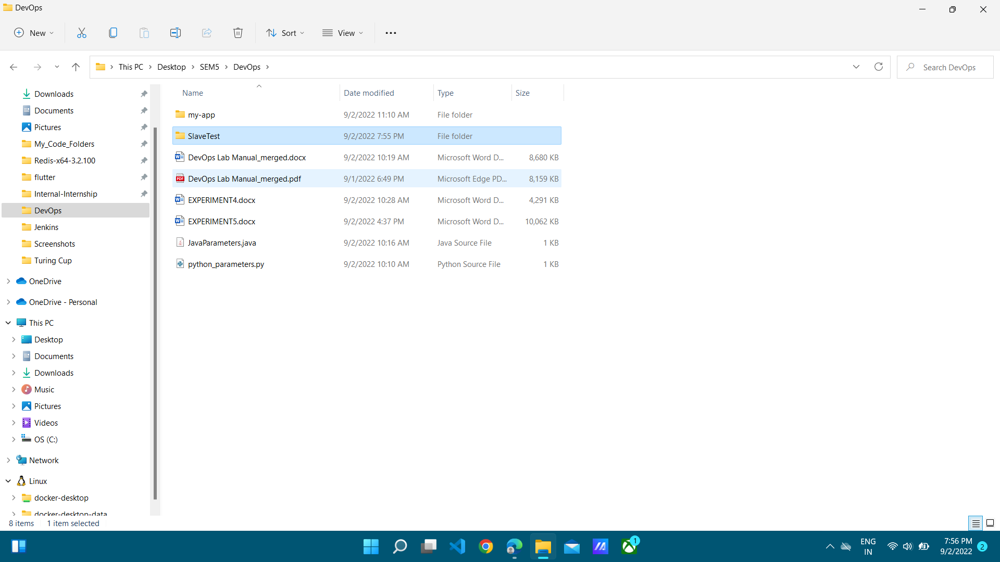 DevOps
New
Sort
View
This PC
Desktop
SEM5
DevOps
Search DevOps
Downloads
Documents
Pictures
My_Code_Folders
Redis-x64-3.2.100
flutter
Internal-Internship
DevOps
Jenkins
Screenshots
Turing Cup
OneDrive
OneDrive - Personal
This PC
Desktop
Documents
Downloads
Music
Pictures
Videos
OS (C:)
Network
Linux
docker-desktop
docker-desktop-data
Name Date modified Type Size
my-app 9/2/2022 11:10 AM File folder
SlaveTest 9/2/2022 7:55 PM File folder
DevOps Lab Manual_merged.docx 9/2/2022 10:19 AM Microsoft Word D... 8,680 KB
PDF DevOps Lab Manual_merged.pdf 9/1/2022 6:49 PM Microsoft Edge PD... 8,159 KB
EXPERIMENT4.docx 9/2/2022 10:28 AM Microsoft Word D... 4,291 KB
EXPERIMENT5.docx 9/2/2022 4:37 PM Microsoft Word D... 10,062 KB
JavaParameters.java 9/2/2022 10:16 AM Java Source File 1 KB
python_parameters.py 9/2/2022 10:10 AM Python Source File 1 KB
8 items 1 item selected
1
ENG
IN
7:56 PM
9/2/2022
2